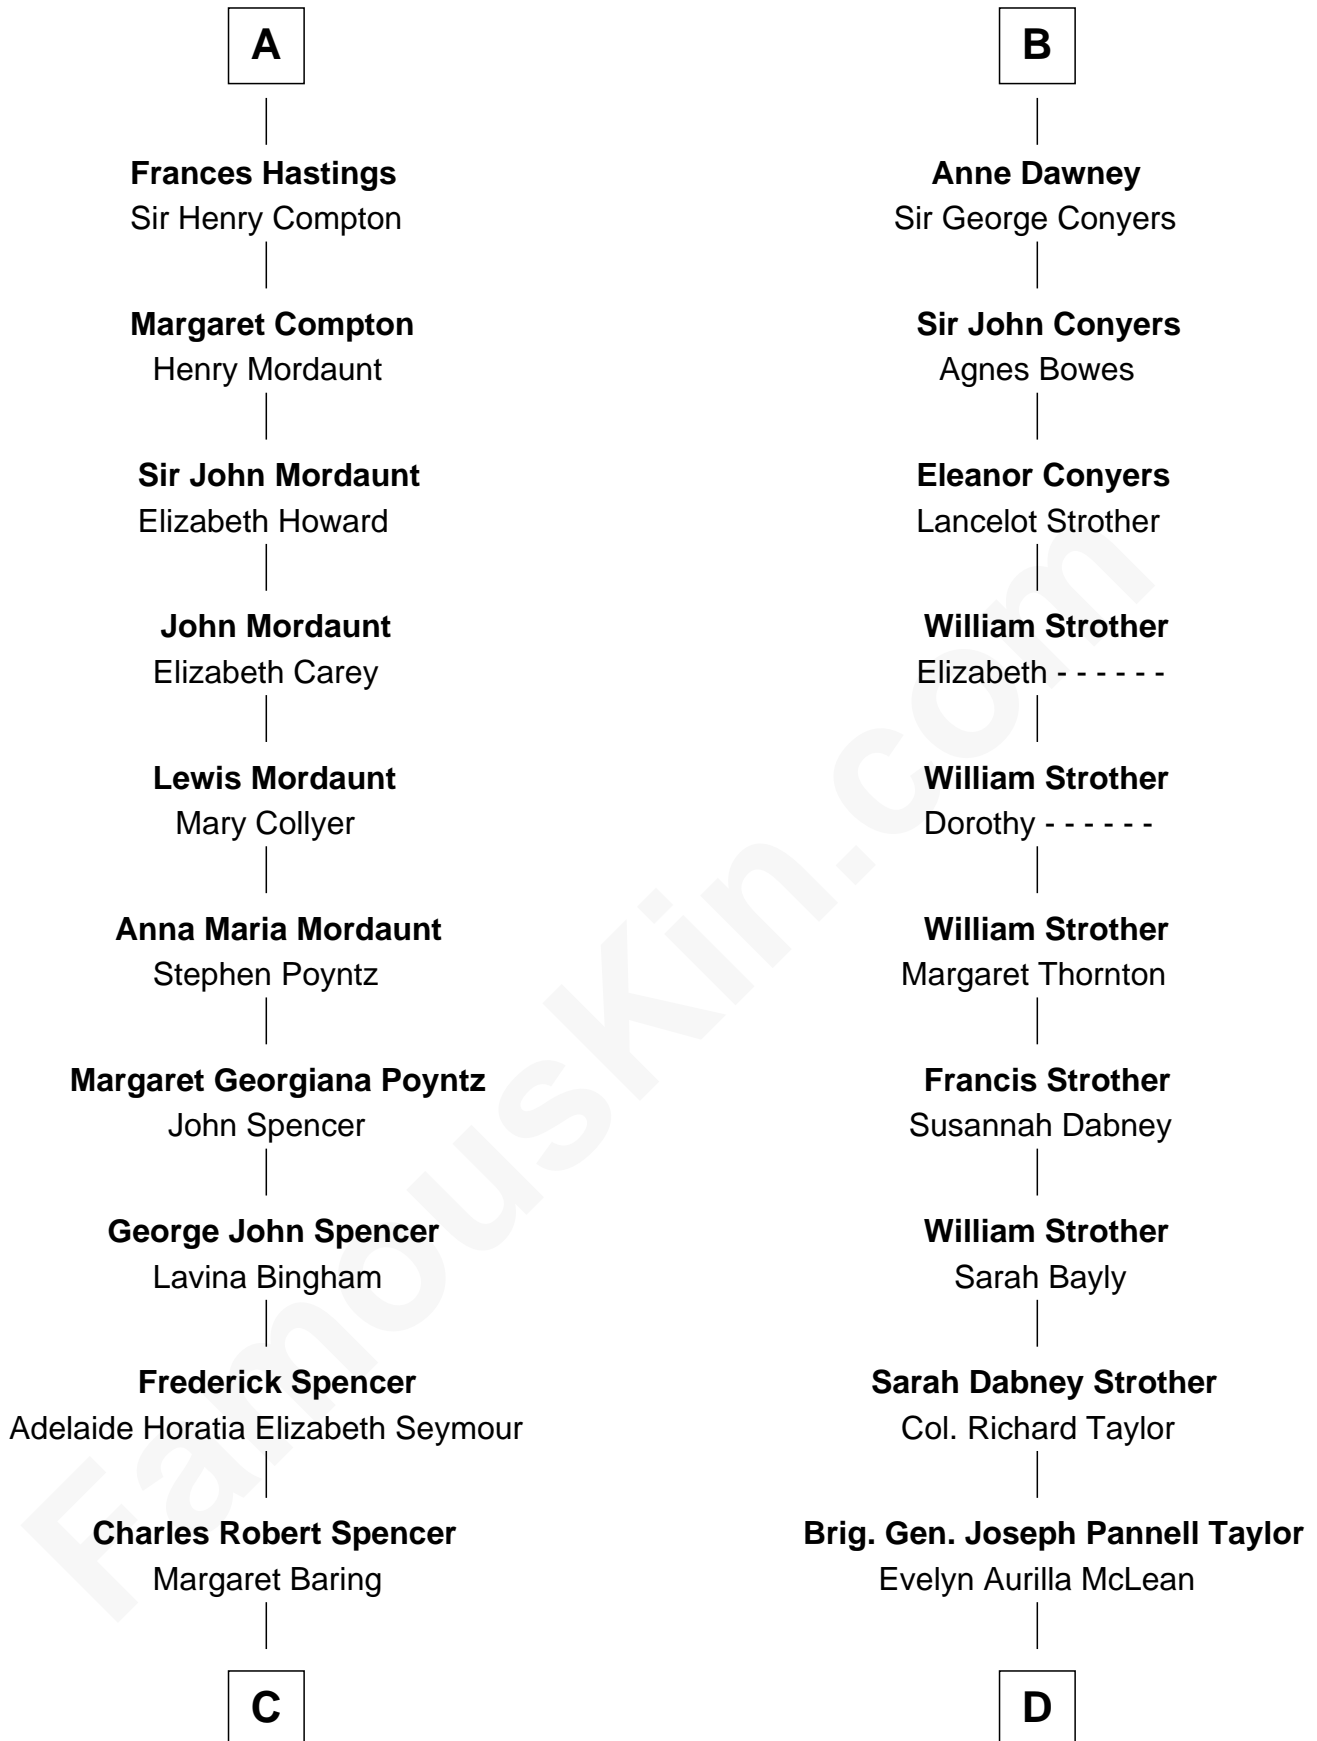 A
Frances Hastings
Sir Henry Compton
Margaret Compton
Henry Mordaunt
Sir John Mordaunt
Elizabeth Howard
John Mordaunt
Elizabeth Carey
Lewis Mordaunt
Mary Collyer
Anna Maria Mordaunt
Stephen Poyntz
Margaret Georgiana Poyntz
John Spencer
George John Spencer
Lavina Bingham
Frederick Spencer
Adelaide Horatia Elizabeth Seymour
Charles Robert Spencer
Margaret Baring
C
B
Anne Dawney
Sir George Conyers
Sir John Conyers
Agnes Bowes
Eleanor Conyers
Lancelot Strother
William Strother
Elizabeth - - - - - -
William Strother
Dorothy - - - - - -
William Strother
Margaret Thornton
Francis Strother
Susannah Dabney
William Strother
Sarah Bayly
Sarah Dabney Strother
Col. Richard Taylor
Brig. Gen. Joseph Pannell Taylor
Evelyn Aurilla McLean
D
FamousKin.com